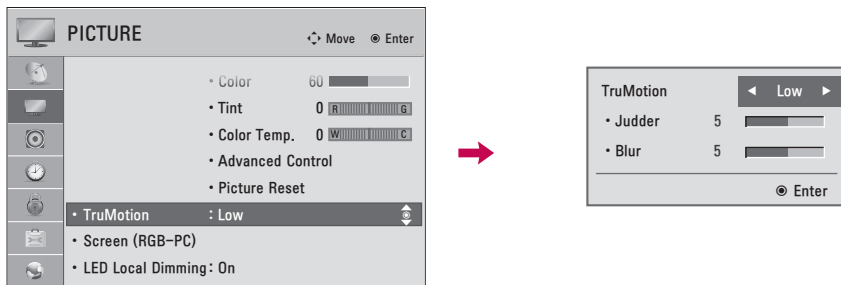 PICTURE
Move Enter
• Color 60
• Tint 0 R G
• Color Temp. 0 W C
• Advanced Control
• Picture Reset
• TruMotion : Low
• Screen (RGB-PC)
• LED Local Dimming : On
TruMotion ◄ Low ►
• Judder 5
• Blur 5
Enter